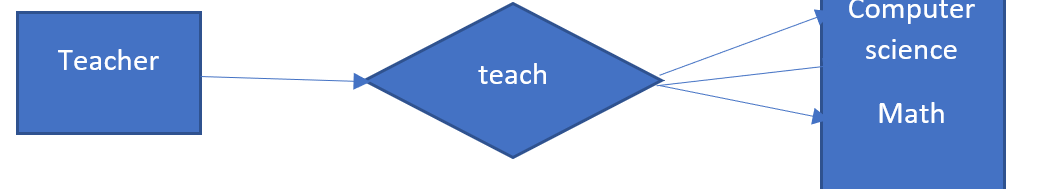 Teacher
teach
Computer
science
Math